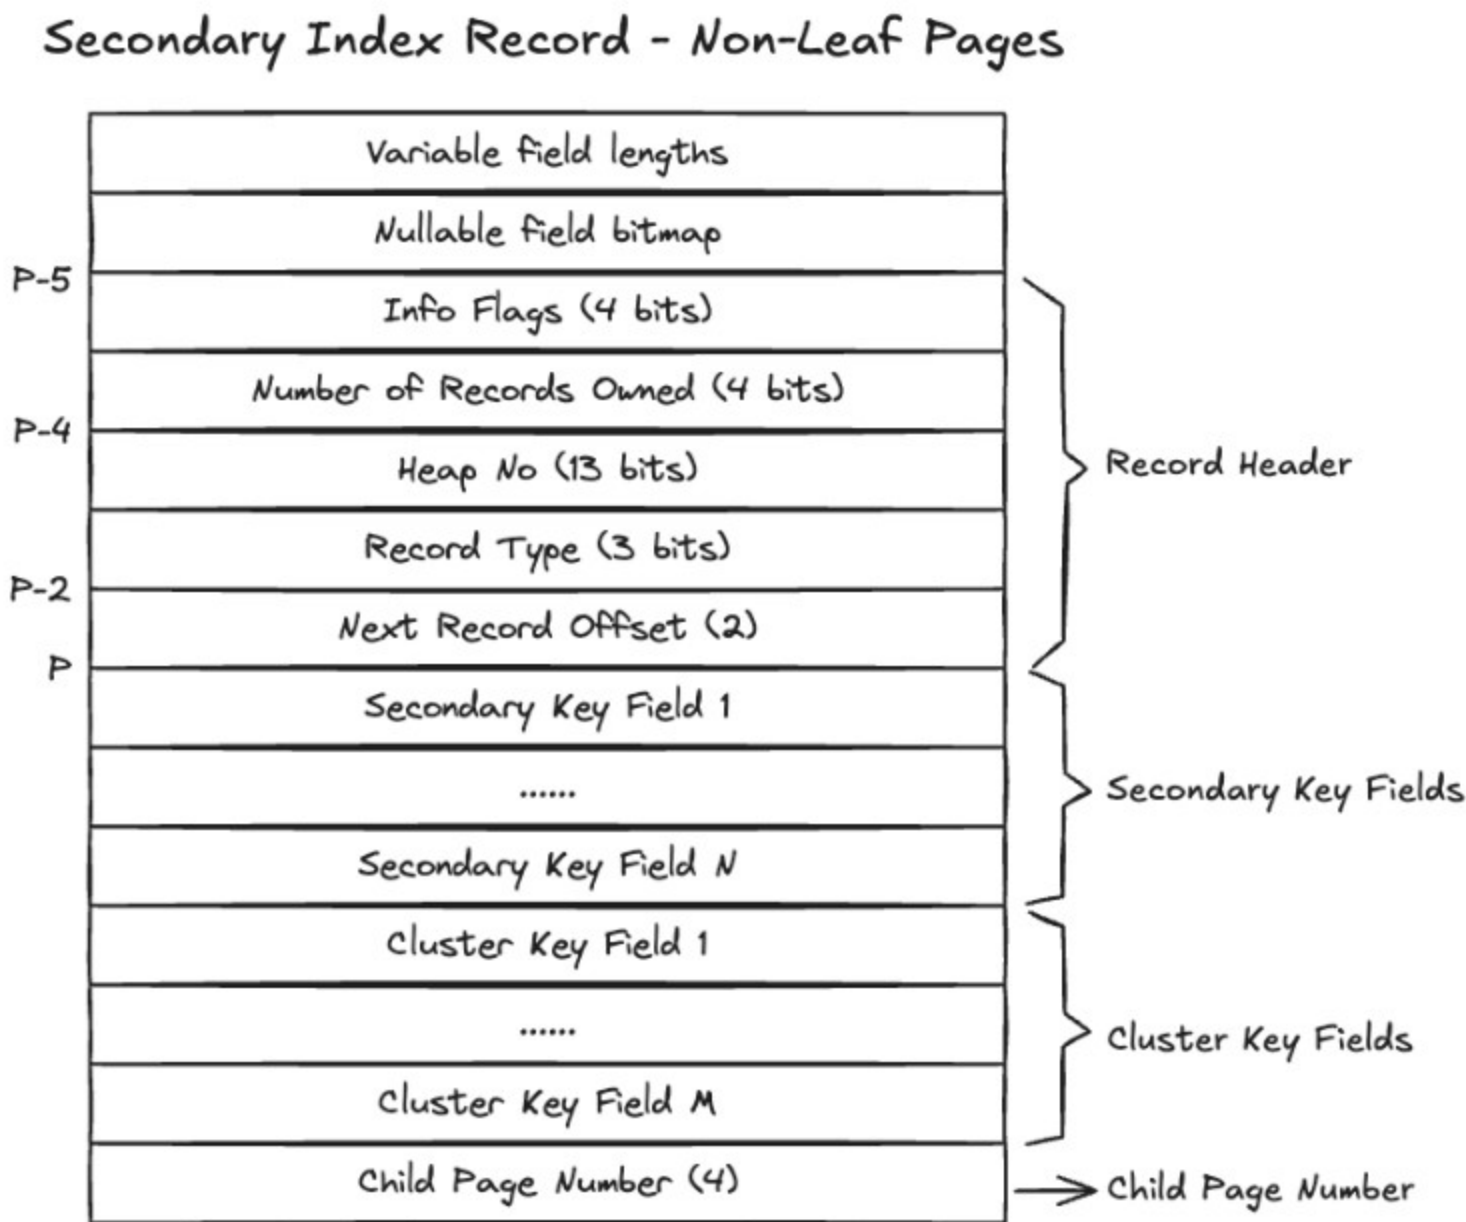 Secondary Index Record - Non-Leaf Pages
Variable field lengths
Nullable field bitmap
P-5
Info Flags (4 bits)
Number of Records Owned (4 bits)
P-4
Heap No (13 bits)
Record Header
Record Type (3 bits)
P-2
Next Record Offset (2)
P
Secondary Key Field 1
......
Secondary Key Fields
Secondary Key Field N
Cluster Key Field 1
......
Cluster Key Fields
Cluster Key Field M
Child Page Number (4)
Child Page Number